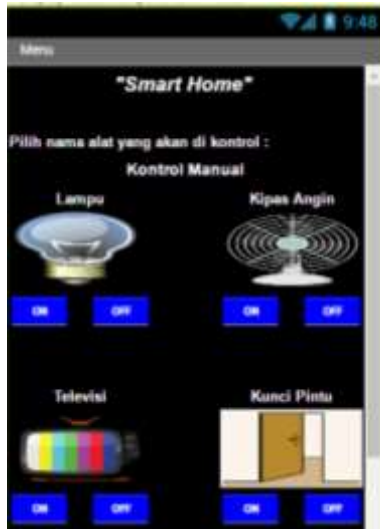 9:48
Menu
"Smart Home"
Pilih nama alat yang akan di kontrol :
Kontrol Manual
Lampu Kipas Angin
ON OFF ON OFF
Televisi Kunci Pintu
ON OFF ON OFF